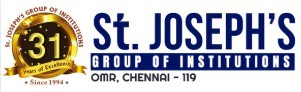 St. JOSEPH'S GROUP OF INSTITUTIONS
31
Years of Excellence
• Since 1994 •
St. JOSEPH'S
GROUP OF INSTITUTIONS
OMR, CHENNAI - 119